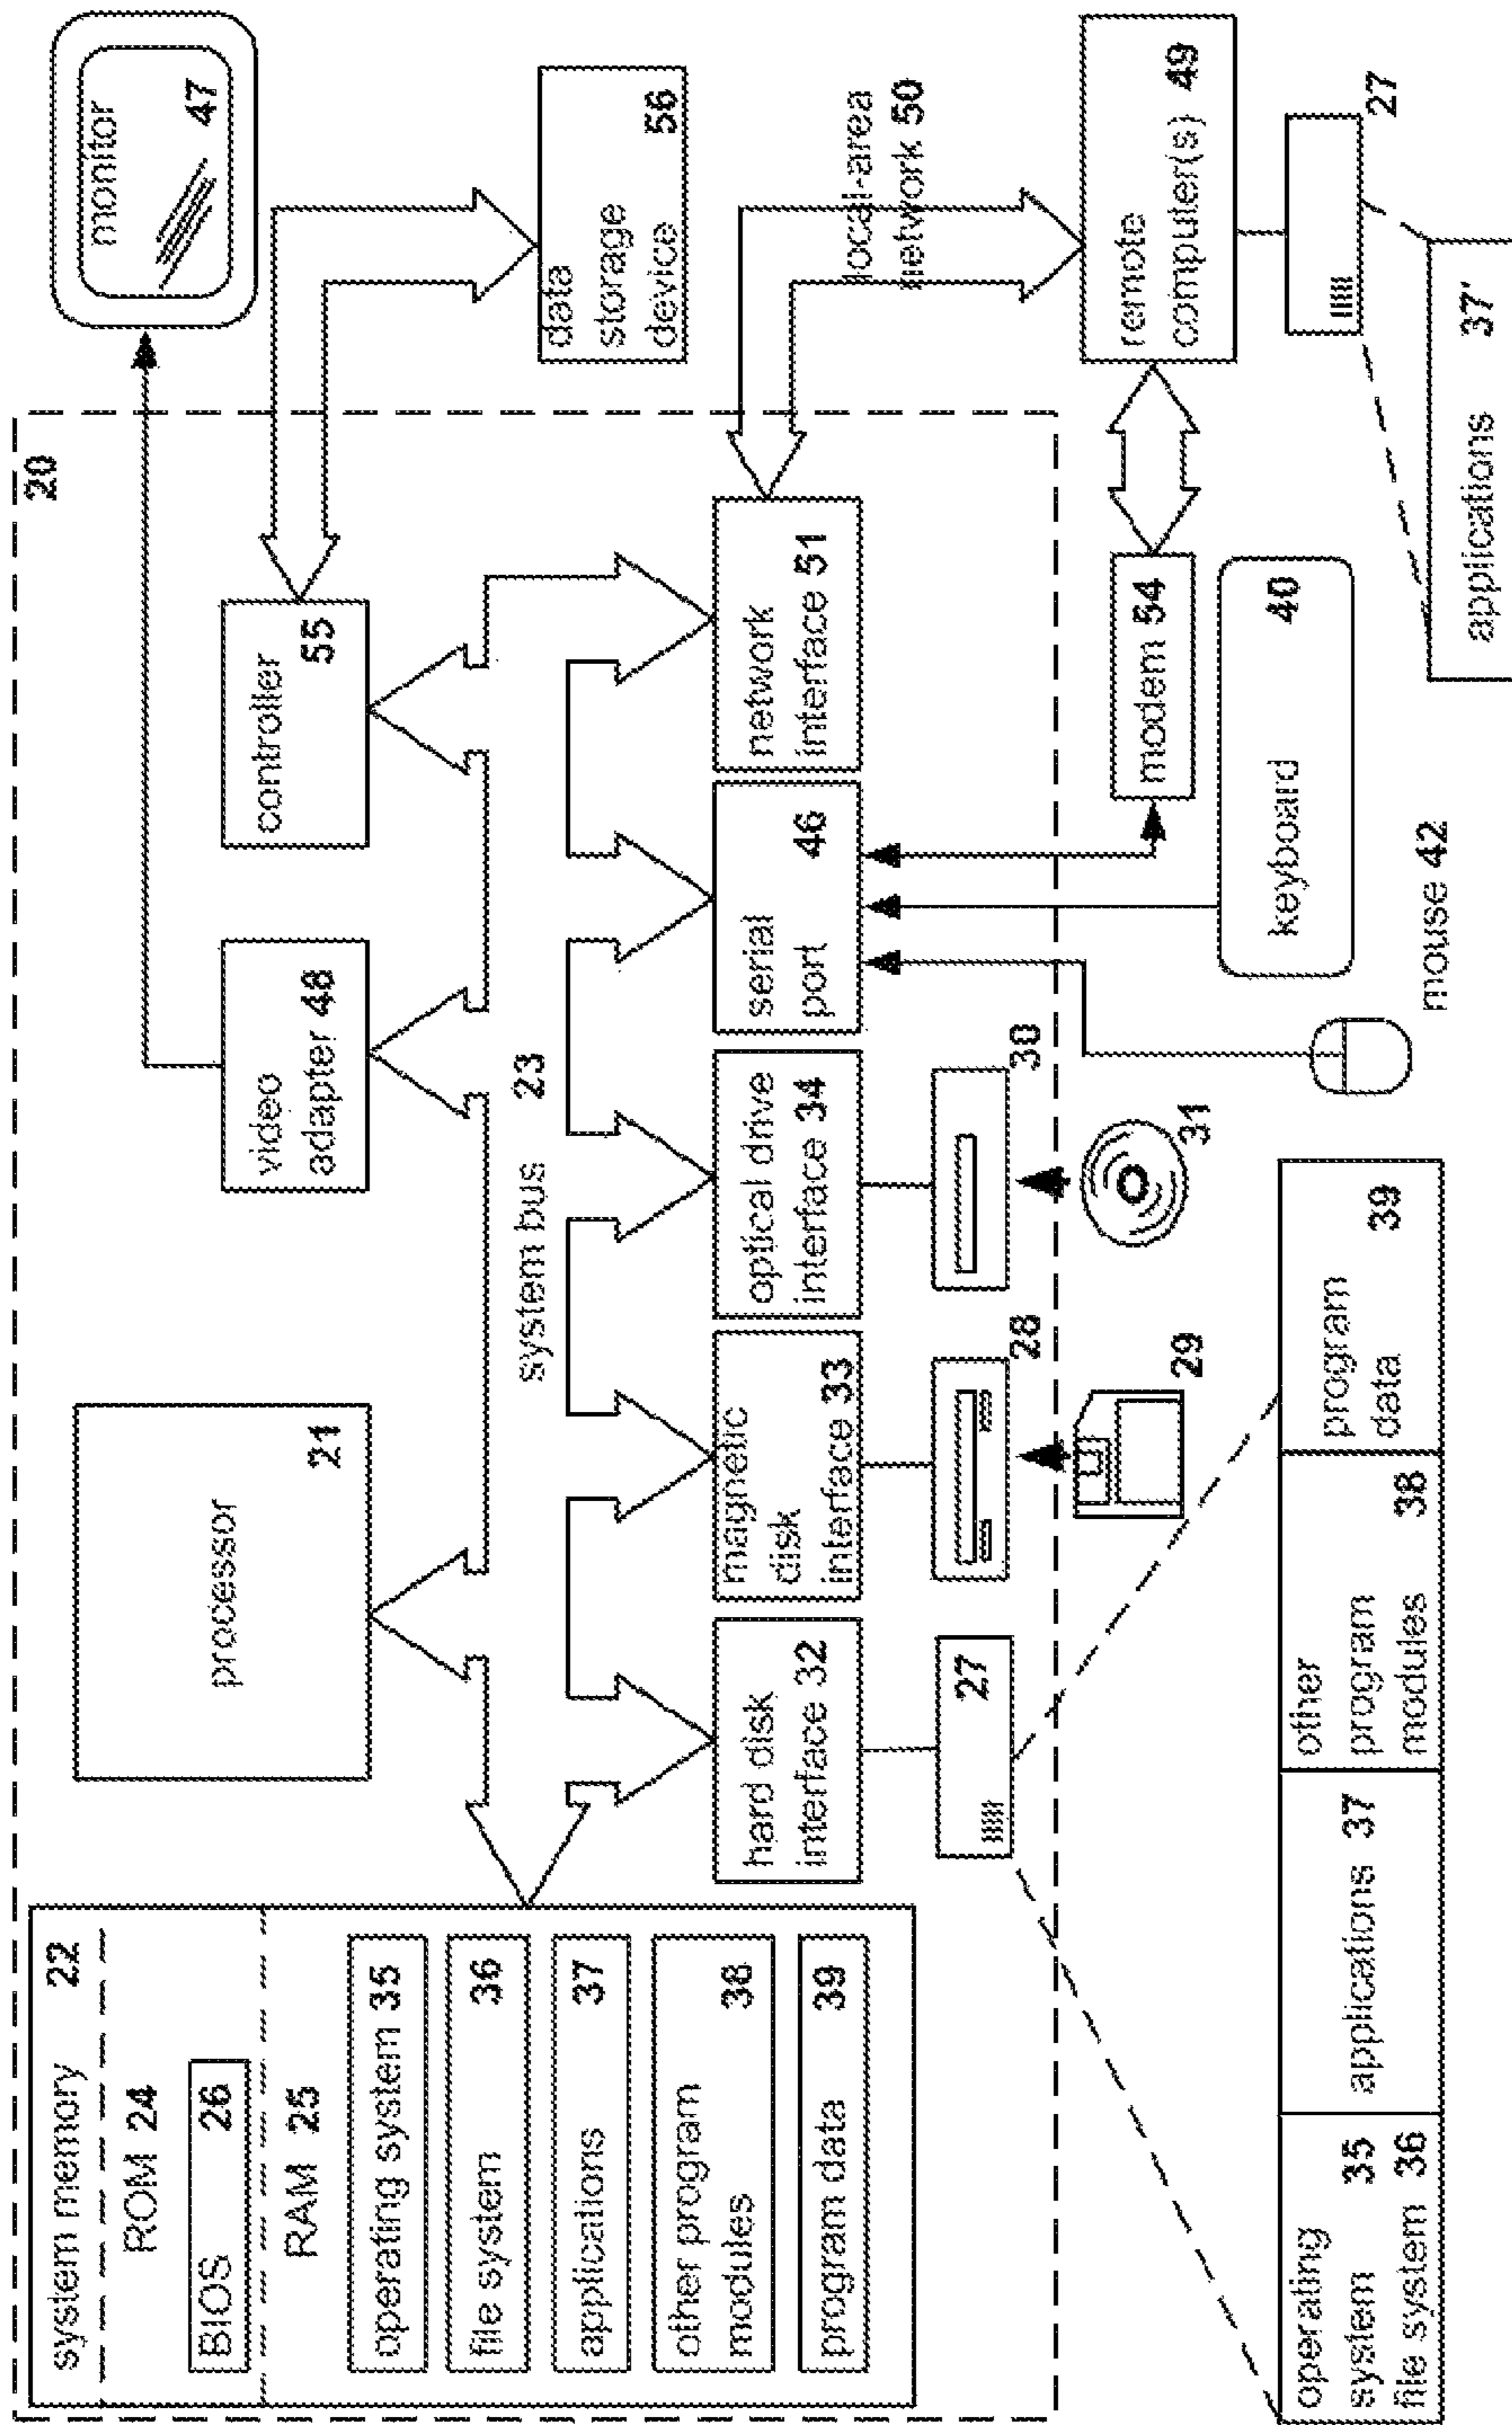 20
system memory 22
ROM 24
BIOS 26
RAM 25
operating system 35
file system 36
applications 37
other program
modules 38
program data 39
processor
21
video
adapter 48
controller
55
monitor
47
system bus 23
data
storage
device 56
hard disk
interface 32
magnetic
disk
interface 33
optical drive
interface 34
serial
port 46
network
interface 51
local-area
network 50
27
28
30
29
31
modem 54
remote
computer(s) 49
keyboard
40
mouse 42
27
applications 37'
operating
system 35
file system 36
applications 37
other
program
modules 38
program
data 39